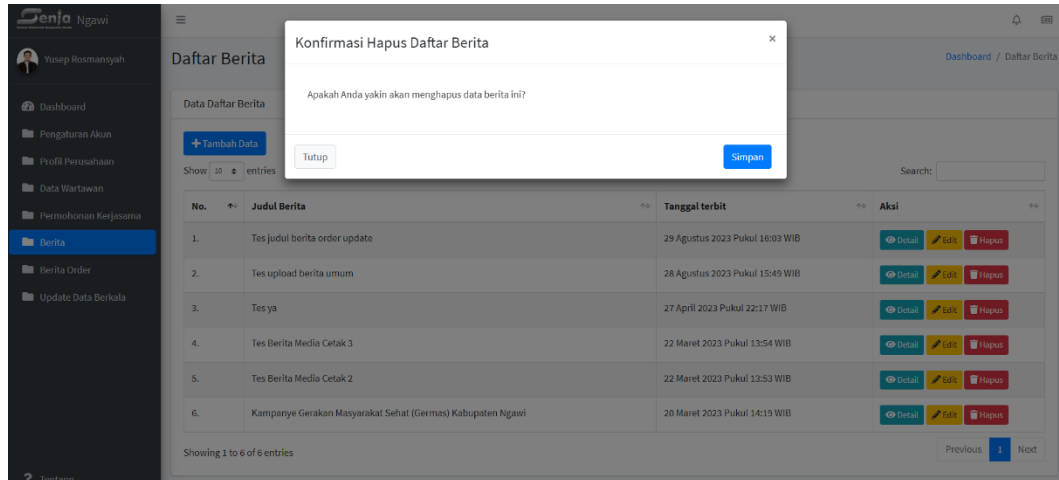 Senja Ngawi
Yusep Rosmansyah
Dashboard
Pengaturan Akun
Profil Perusahaan
Data Wartawan
Permohonan Kerjasama
Berita
Berita Order
Update Data Berkala
Tentang
Konfirmasi Hapus Daftar Berita ×
Apakah Anda yakin akan menghapus data berita ini?
Tutup Simpan
Daftar Berita Dashboard / Daftar Berita
Data Daftar Berita
Tambah Data
Show 10 entries Search:
No. Judul Berita Tanggal terbit Aksi
1. Tes judul berita order update 29 Agustus 2023 Pukul 16:03 WIB Detail Edit Hapus
2. Tes upload berita umum 28 Agustus 2023 Pukul 15:49 WIB Detail Edit Hapus
3. Tes ya 27 April 2023 Pukul 22:17 WIB Detail Edit Hapus
4. Tes Berita Media Cetak 3 22 Maret 2023 Pukul 13:54 WIB Detail Edit Hapus
5. Tes Berita Media Cetak 2 22 Maret 2023 Pukul 13:53 WIB Detail Edit Hapus
6. Kampanye Gerakan Masyarakat Sehat (Germas) Kabupaten Ngawi 20 Maret 2023 Pukul 14:19 WIB Detail Edit Hapus
Showing 1 to 6 of 6 entries Previous 1 Next